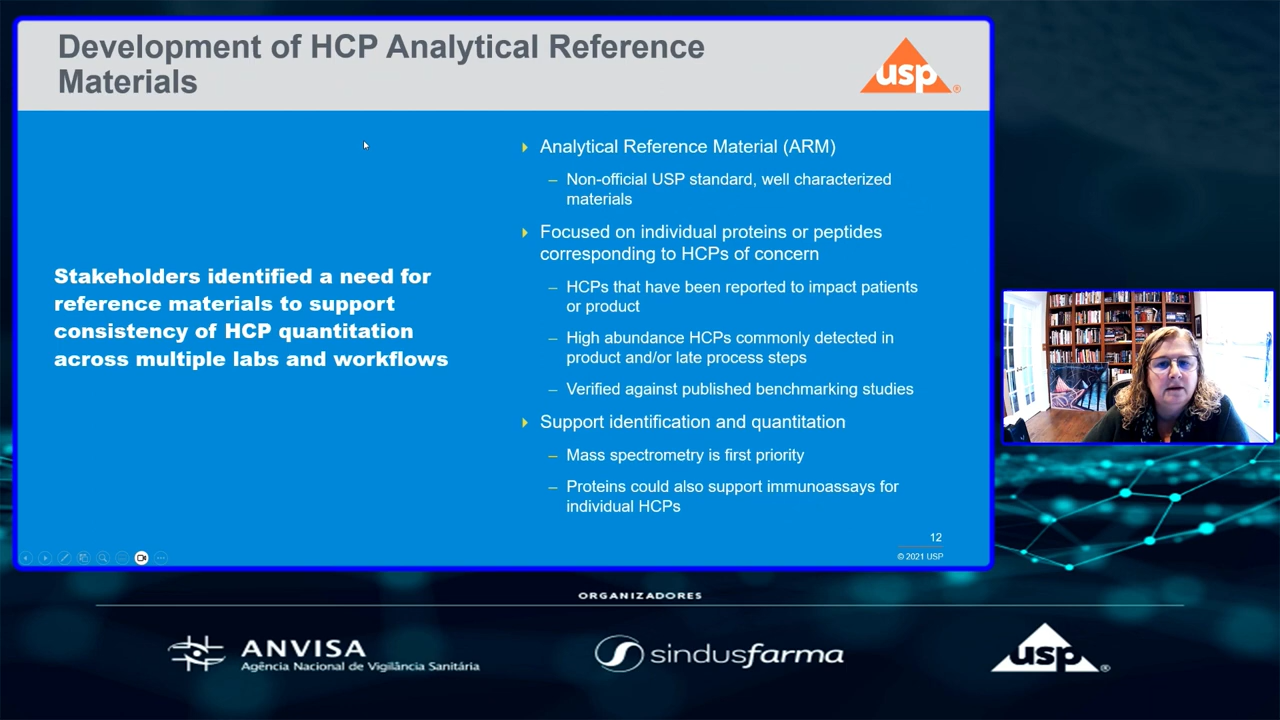 Development of HCP Analytical Reference
Materials
usp®
Stakeholders identified a need for
reference materials to support
consistency of HCP quantitation
across multiple labs and workflows
Analytical Reference Material (ARM)
– Non-official USP standard, well characterized
materials
Focused on individual proteins or peptides
corresponding to HCPs of concern
– HCPs that have been reported to impact patients
or product
– High abundance HCPs commonly detected in
product and/or late process steps
– Verified against published benchmarking studies
Support identification and quantitation
– Mass spectrometry is first priority
– Proteins could also support immunoassays for
individual HCPs
12
© 2021 USP
ORGANIZADORES
ANVISA
Agência Nacional de Vigilância Sanitária
sindusfarma
usp®